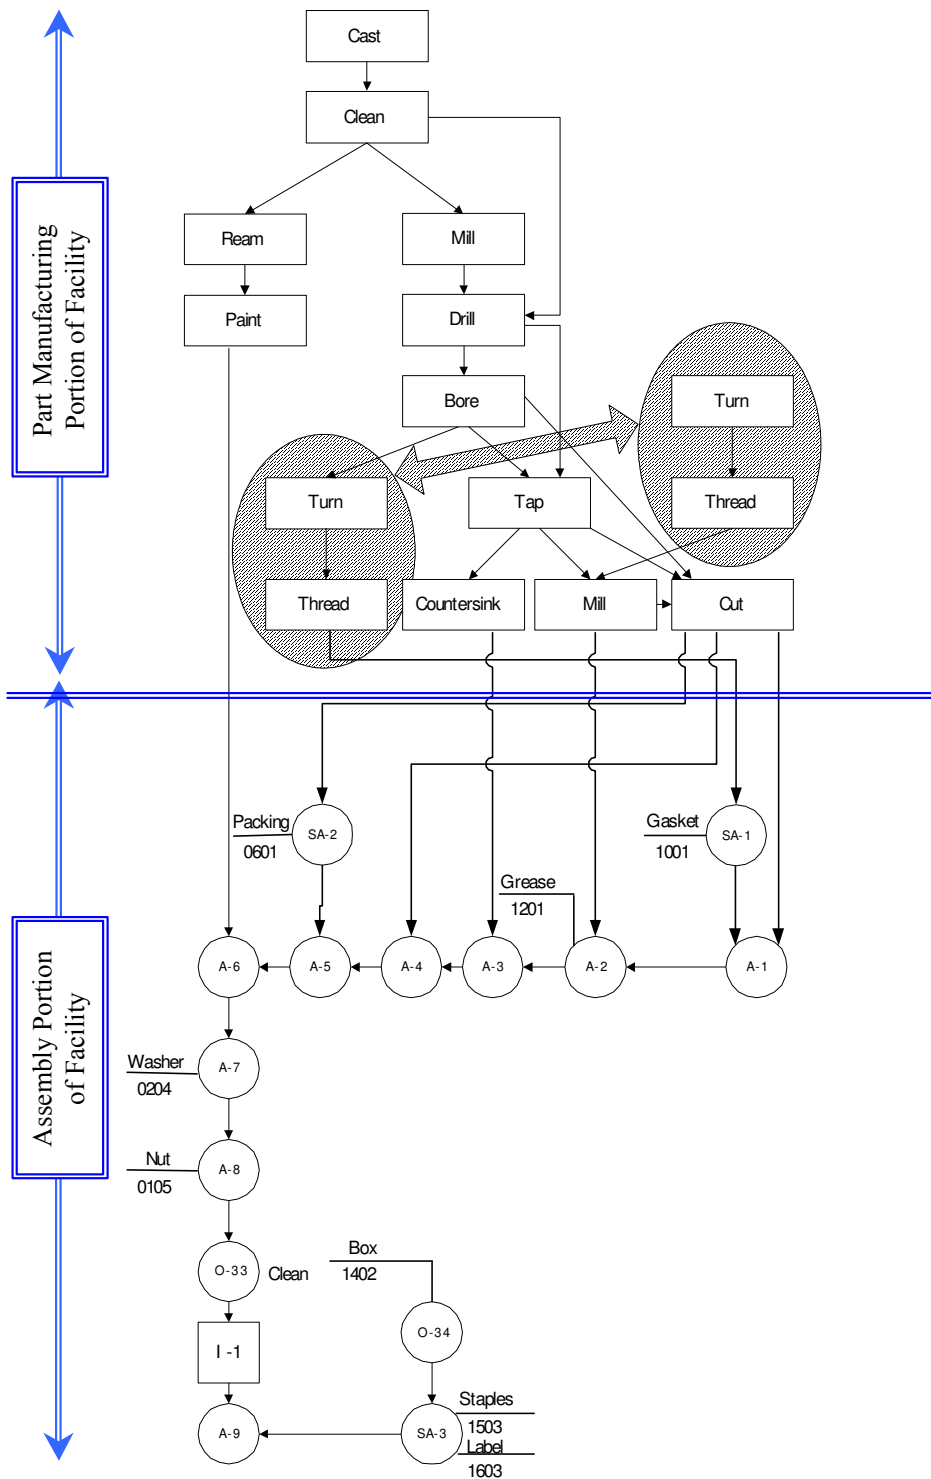 Cast
Clean
Ream
Mill
Paint
Drill
Bore
Turn
Turn
Tap
Thread
Thread
Countersink
Mill
Cut
Part Manufacturing
Portion of Facility
Packing
0601
SA-2
Gasket
1001
SA-1
Grease
1201
A-6
A-5
A-4
A-3
A-2
A-1
Washer
0204
A-7
Nut
0105
A-8
O-33
Clean
Box
1402
I-1
O-34
A-9
SA-3
Staples
1503
Label
1603
Assembly Portion
of Facility